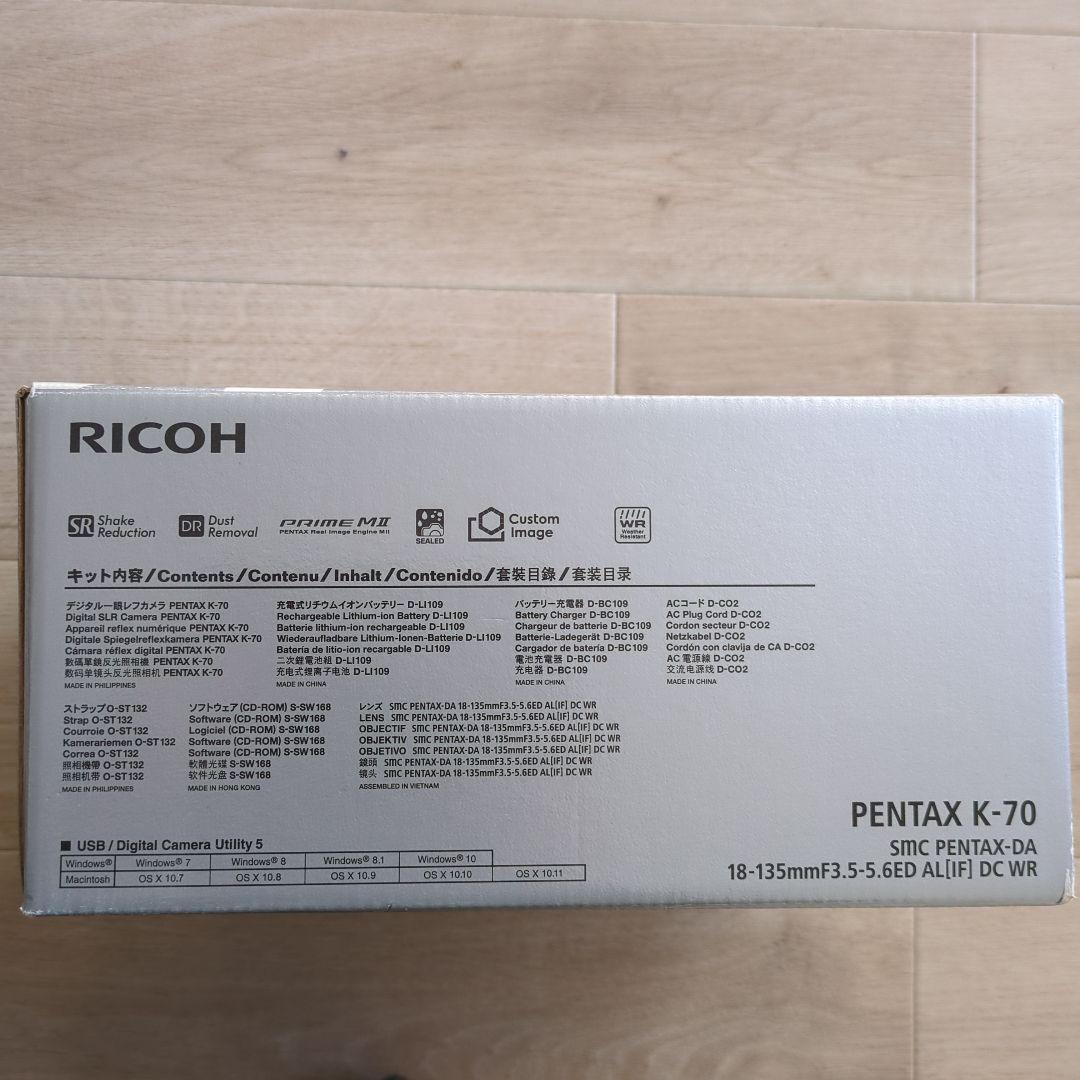 RICOH
SR Shake Reduction
DR Dust Removal
PRIME MII
PENTAX Real Image Engine MII
SEALED
Custom Image
WR
Weather Resistant
キット内容/Contents/Contenu/Inhalt/Contenido/套裝目錄/套装目录
デジタル一眼レフカメラ PENTAX K-70
Digital SLR Camera PENTAX K-70
Appareil reflex numérique PENTAX K-70
Digitale Spiegelreflexkamera PENTAX K-70
Cámara réflex digital PENTAX K-70
數碼單鏡反光照相機 PENTAX K-70
数码单镜头反光照相机 PENTAX K-70
MADE IN PHILIPPINES
充電式リチウムイオンバッテリー D-LI109
Rechargeable Lithium-ion Battery D-LI109
Batterie lithium-ion rechargeable D-LI109
Wiederaufladbare Lithium-Ionen-Batterie D-LI109
Batería de litio-ion recargable D-LI109
二次鋰電池組 D-LI109
充电式锂离子电池 D-LI109
MADE IN CHINA
バッテリー充電器 D-BC109
Battery Charger D-BC109
Chargeur de batterie D-BC109
Batterie-Ladegerät D-BC109
Cargador de batería D-BC109
電池充電器 D-BC109
充电器 D-BC109
MADE IN CHINA
ACコード D-CO2
AC Plug Cord D-CO2
Cordon secteur D-CO2
Netzkabel D-CO2
Cordón con clavija de CA D-CO2
AC電源線 D-CO2
交流电源线 D-CO2
MADE IN CHINA
ストラップ O-ST132
Strap O-ST132
Courroie O-ST132
Kamerariemen O-ST132
Correa O-ST132
照相機帶 O-ST132
照相机带 O-ST132
MADE IN PHILIPPINES
ソフトウェア (CD-ROM) S-SW168
Software (CD-ROM) S-SW168
Logiciel (CD-ROM) S-SW168
Software (CD-ROM) S-SW168
Software (CD-ROM) S-SW168
軟體光碟 S-SW168
软件光盘 S-SW168
MADE IN HONG KONG
レンズ smc PENTAX-DA 18-135mmF3.5-5.6ED AL[IF] DC WR
LENS smc PENTAX-DA 18-135mmF3.5-5.6ED AL[IF] DC WR
OBJECTIF smc PENTAX-DA 18-135mmF3.5-5.6ED AL[IF] DC WR
OBJEKTIV smc PENTAX-DA 18-135mmF3.5-5.6ED AL[IF] DC WR
OBJETIVO smc PENTAX-DA 18-135mmF3.5-5.6ED AL[IF] DC WR
鏡頭 smc PENTAX-DA 18-135mmF3.5-5.6ED AL[IF] DC WR
镜头 smc PENTAX-DA 18-135mmF3.5-5.6ED AL[IF] DC WR
ASSEMBLED IN VIETNAM
■ USB / Digital Camera Utility 5
Windows® Windows® 7 Windows® 8 Windows® 8.1 Windows® 10
Macintosh OS X 10.7 OS X 10.8 OS X 10.9 OS X 10.10 OS X 10.11
PENTAX K-70
smc PENTAX-DA
18-135mmF3.5-5.6ED AL[IF] DC WR